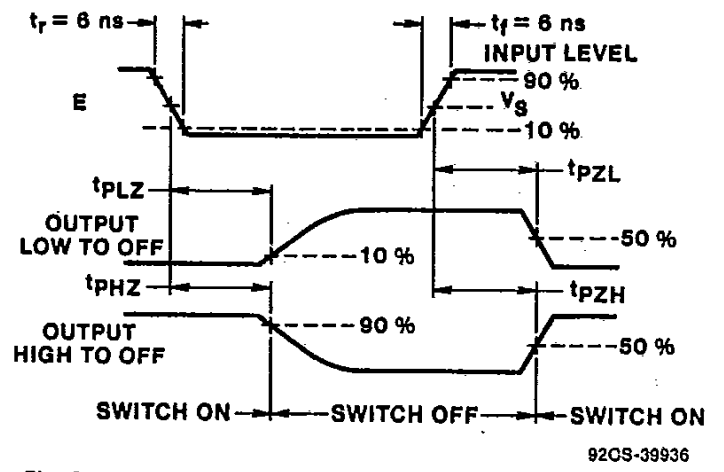 tr = 6 ns
tf = 6 ns
INPUT LEVEL
90 %
E
VS
10 %
tPLZ
tPZL
OUTPUT
LOW TO OFF
50 %
10 %
tPHZ
tPZH
OUTPUT
HIGH TO OFF
90 %
50 %
SWITCH ON
SWITCH OFF
SWITCH ON
92CS-39936